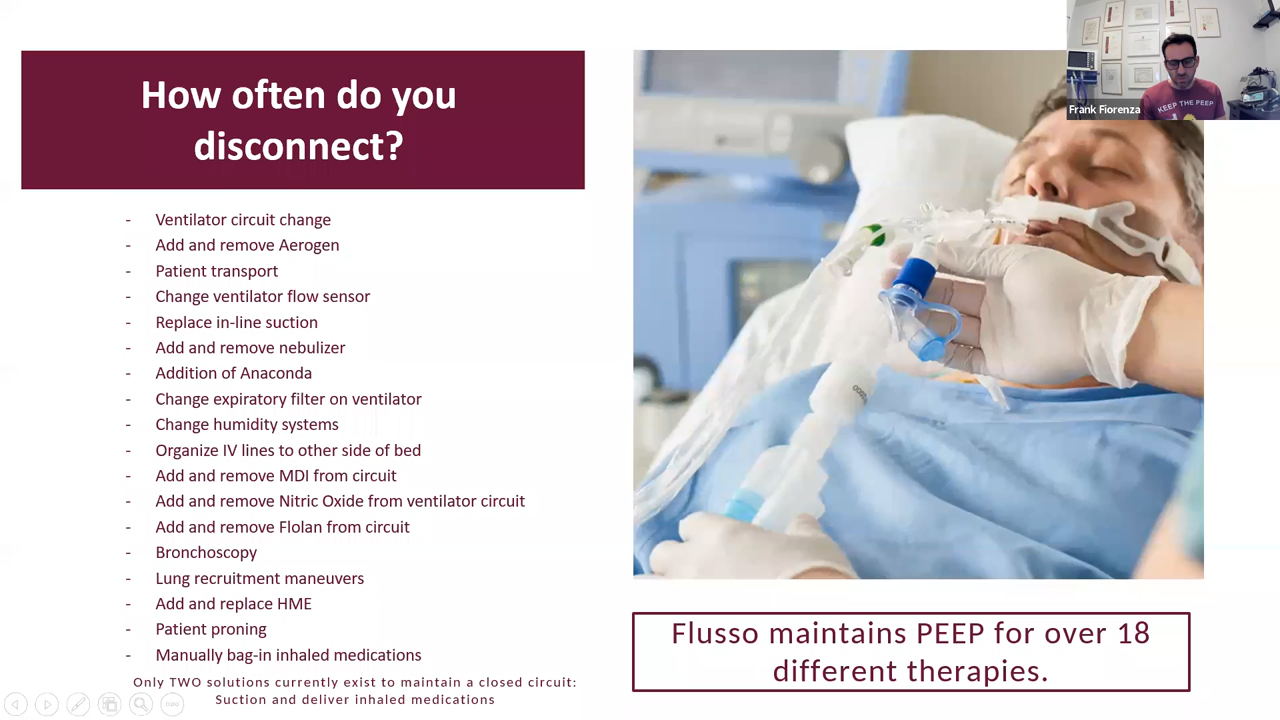 How often do you
disconnect?
- Ventilator circuit change
- Add and remove Aerogen
- Patient transport
- Change ventilator flow sensor
- Replace in-line suction
- Add and remove nebulizer
- Addition of Anaconda
- Change expiratory filter on ventilator
- Change humidity systems
- Organize IV lines to other side of bed
- Add and remove MDI from circuit
- Add and remove Nitric Oxide from ventilator circuit
- Add and remove Flolan from circuit
- Bronchoscopy
- Lung recruitment maneuvers
- Add and replace HME
- Patient proning
- Manually bag-in inhaled medications
Only TWO solutions currently exist to maintain a closed circuit:
Suction and deliver inhaled medications
Frank Fiorenza
KEEP THE PEEP
Flusso maintains PEEP for over 18
different therapies.